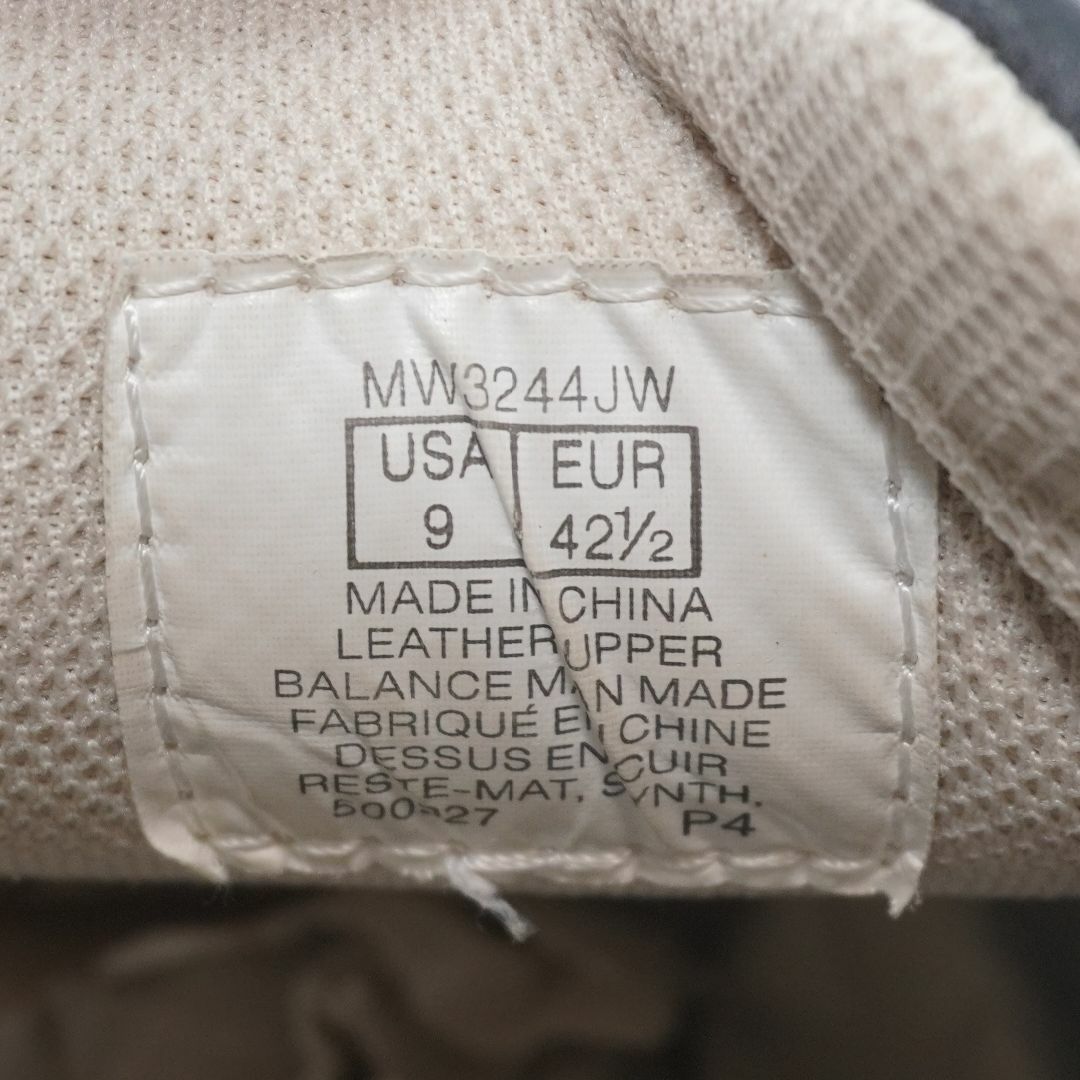 MW3244JW
USA EUR
9 42½
MADE IN CHINA
LEATHER UPPER
BALANCE MAN MADE
FABRIQUÉ EN CHINE
DESSUS EN CUIR
RESTE-MAT. SYNTH.
P4